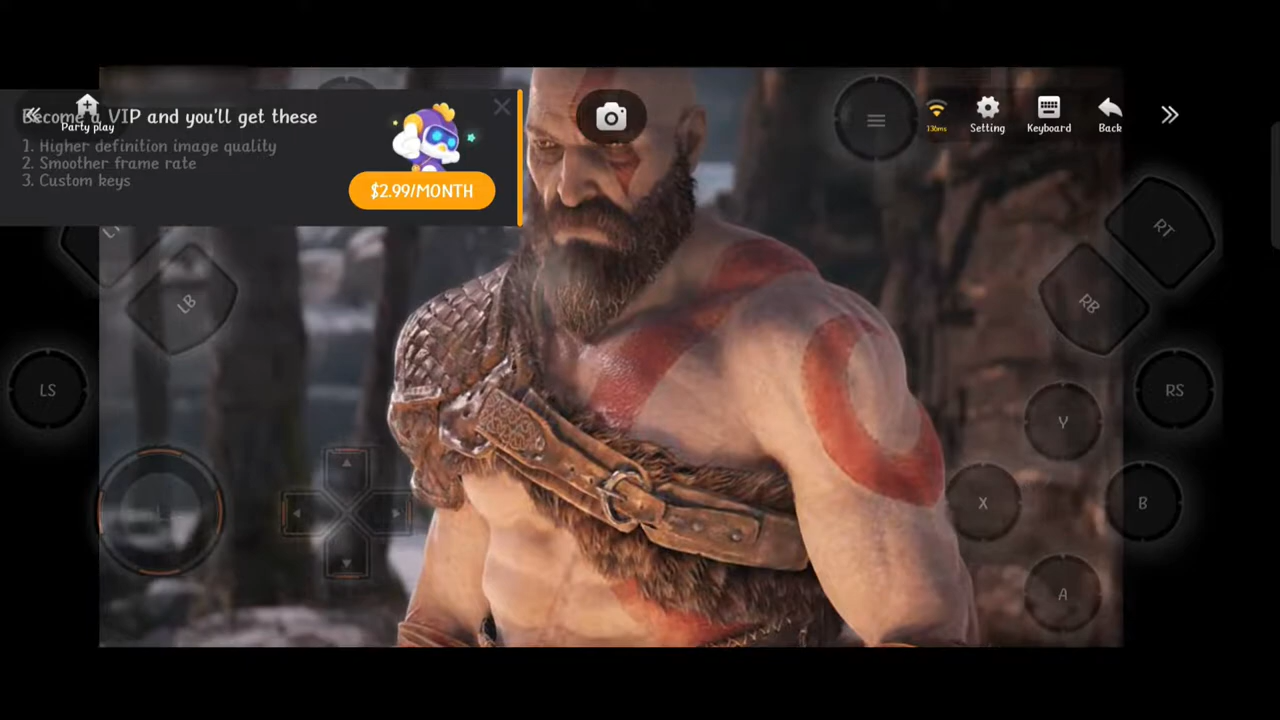 Become a VIP and you'll get these
Party play
1. Higher definition image quality
2. Smoother frame rate
3. Custom keys
$2.99/MONTH
136ms
Setting
Keyboard
Back
LB
RT
RB
LS
RS
Y
X
B
A
L